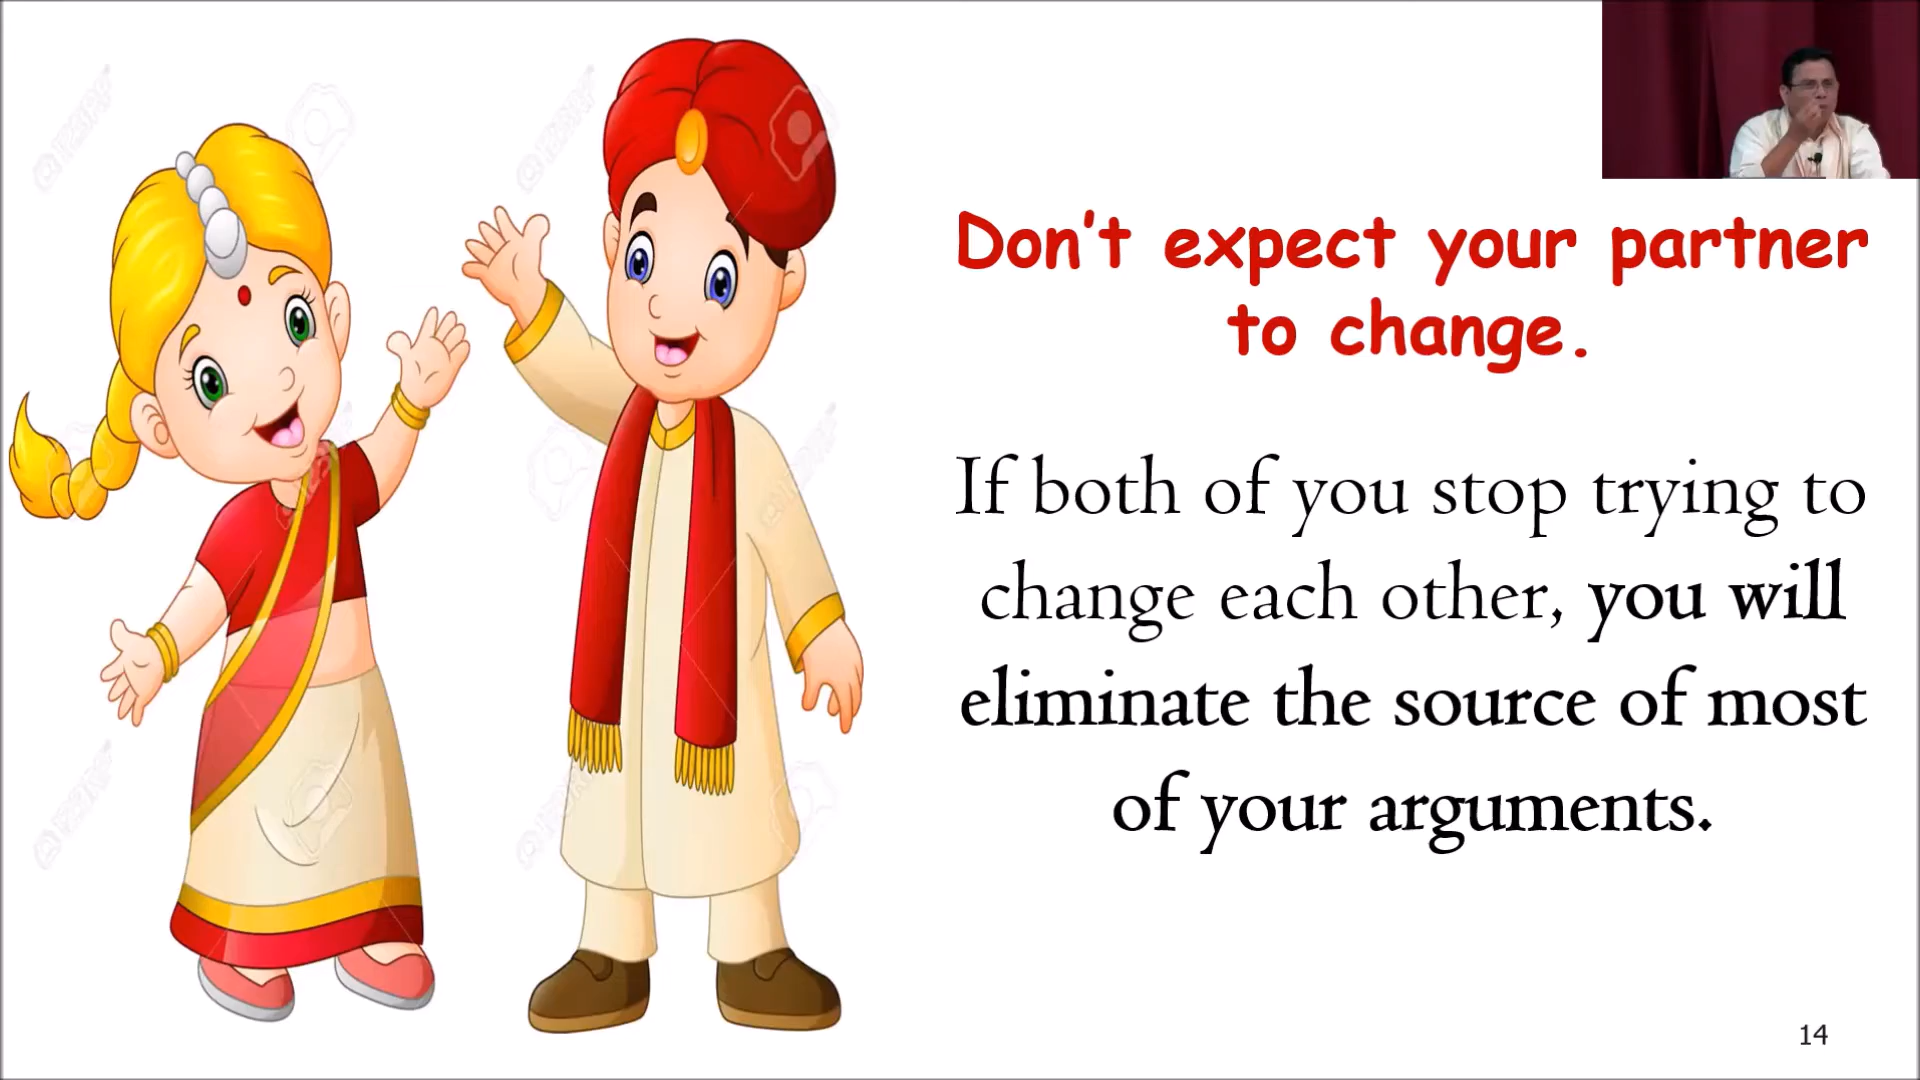 Don't expect your partner
to change.
If both of you stop trying to
change each other, you will
eliminate the source of most
of your arguments.
14